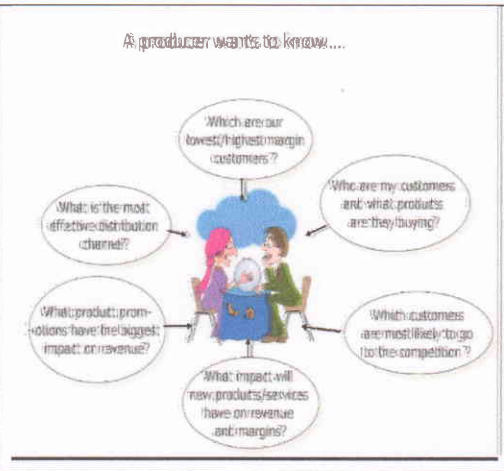 A producer wants to know....
Which are our
lowest/highest margin
customers ?
Who are my customers
and what products
are they buying?
Which customers
are most likely to go
to the competition ?
What impact will
new products/services
have on revenue
and margins?
What product prom-
-otions have the biggest
impact on revenue?
What is the most
effective distribution
channel?